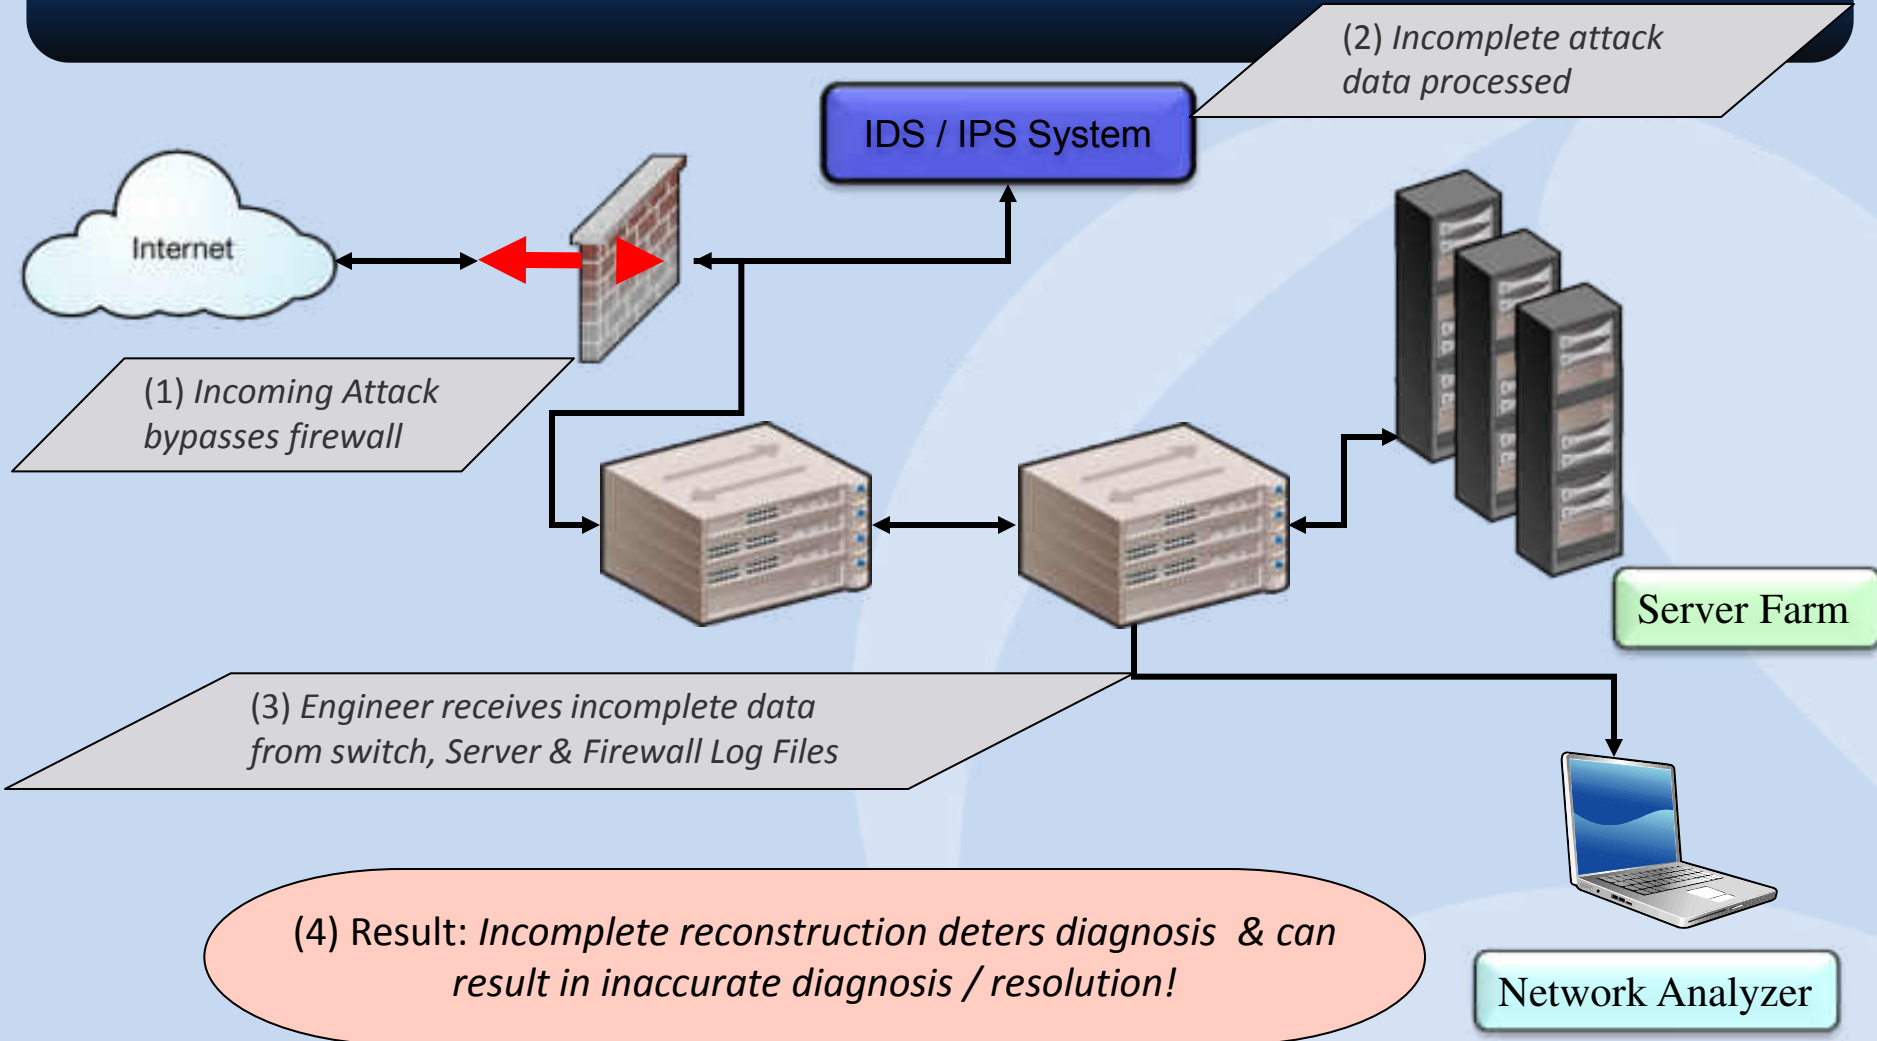 (2) Incomplete attack
data processed
IDS / IPS System
Internet
(1) Incoming Attack
bypasses firewall
Server Farm
(3) Engineer receives incomplete data
from switch, Server & Firewall Log Files
(4) Result: Incomplete reconstruction deters diagnosis & can
result in inaccurate diagnosis / resolution!
Network Analyzer